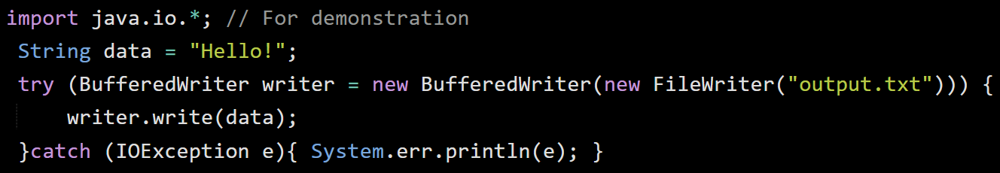 import java.io.*; // For demonstration
String data = "Hello!";
try (BufferedWriter writer = new BufferedWriter(new FileWriter("output.txt"))) {
writer.write(data);
}catch (IOException e){ System.err.println(e); }